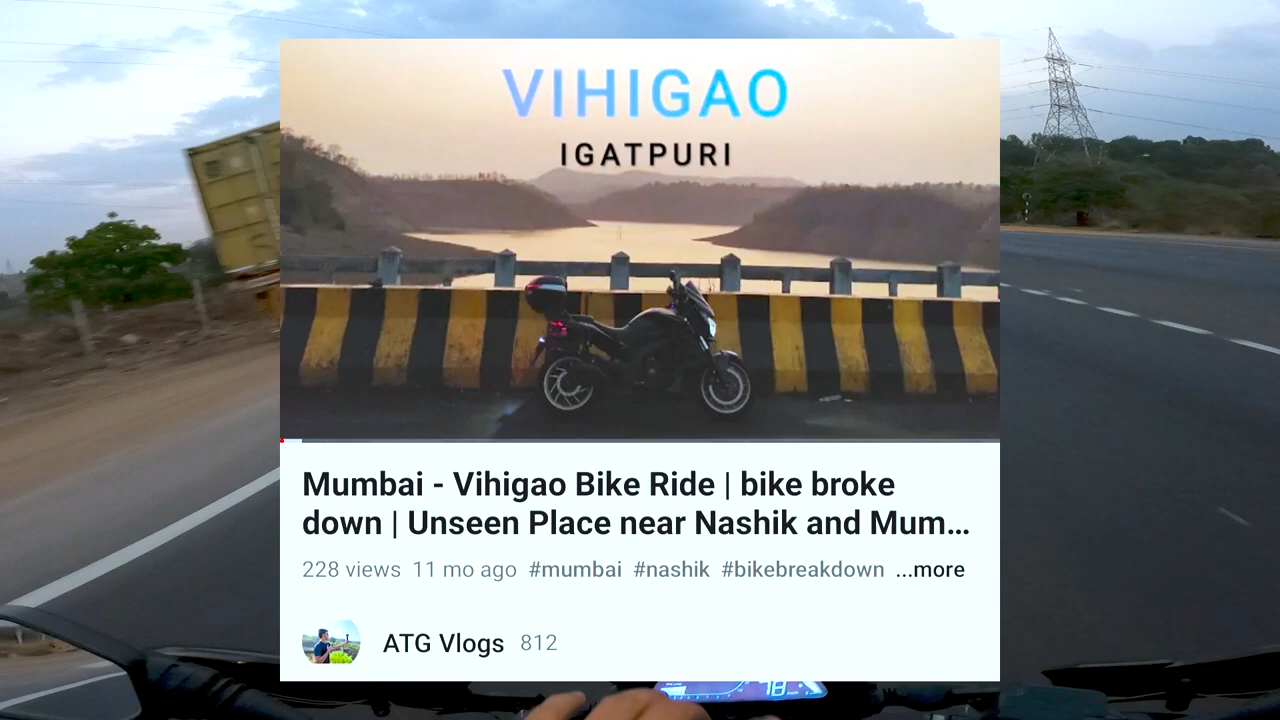 VIHIGAO
IGATPURI
Mumbai - Vihigao Bike Ride | bike broke
down | Unseen Place near Nashik and Mum...
228 views 11 mo ago #mumbai #nashik #bikebreakdown ...more
ATG Vlogs 812
78